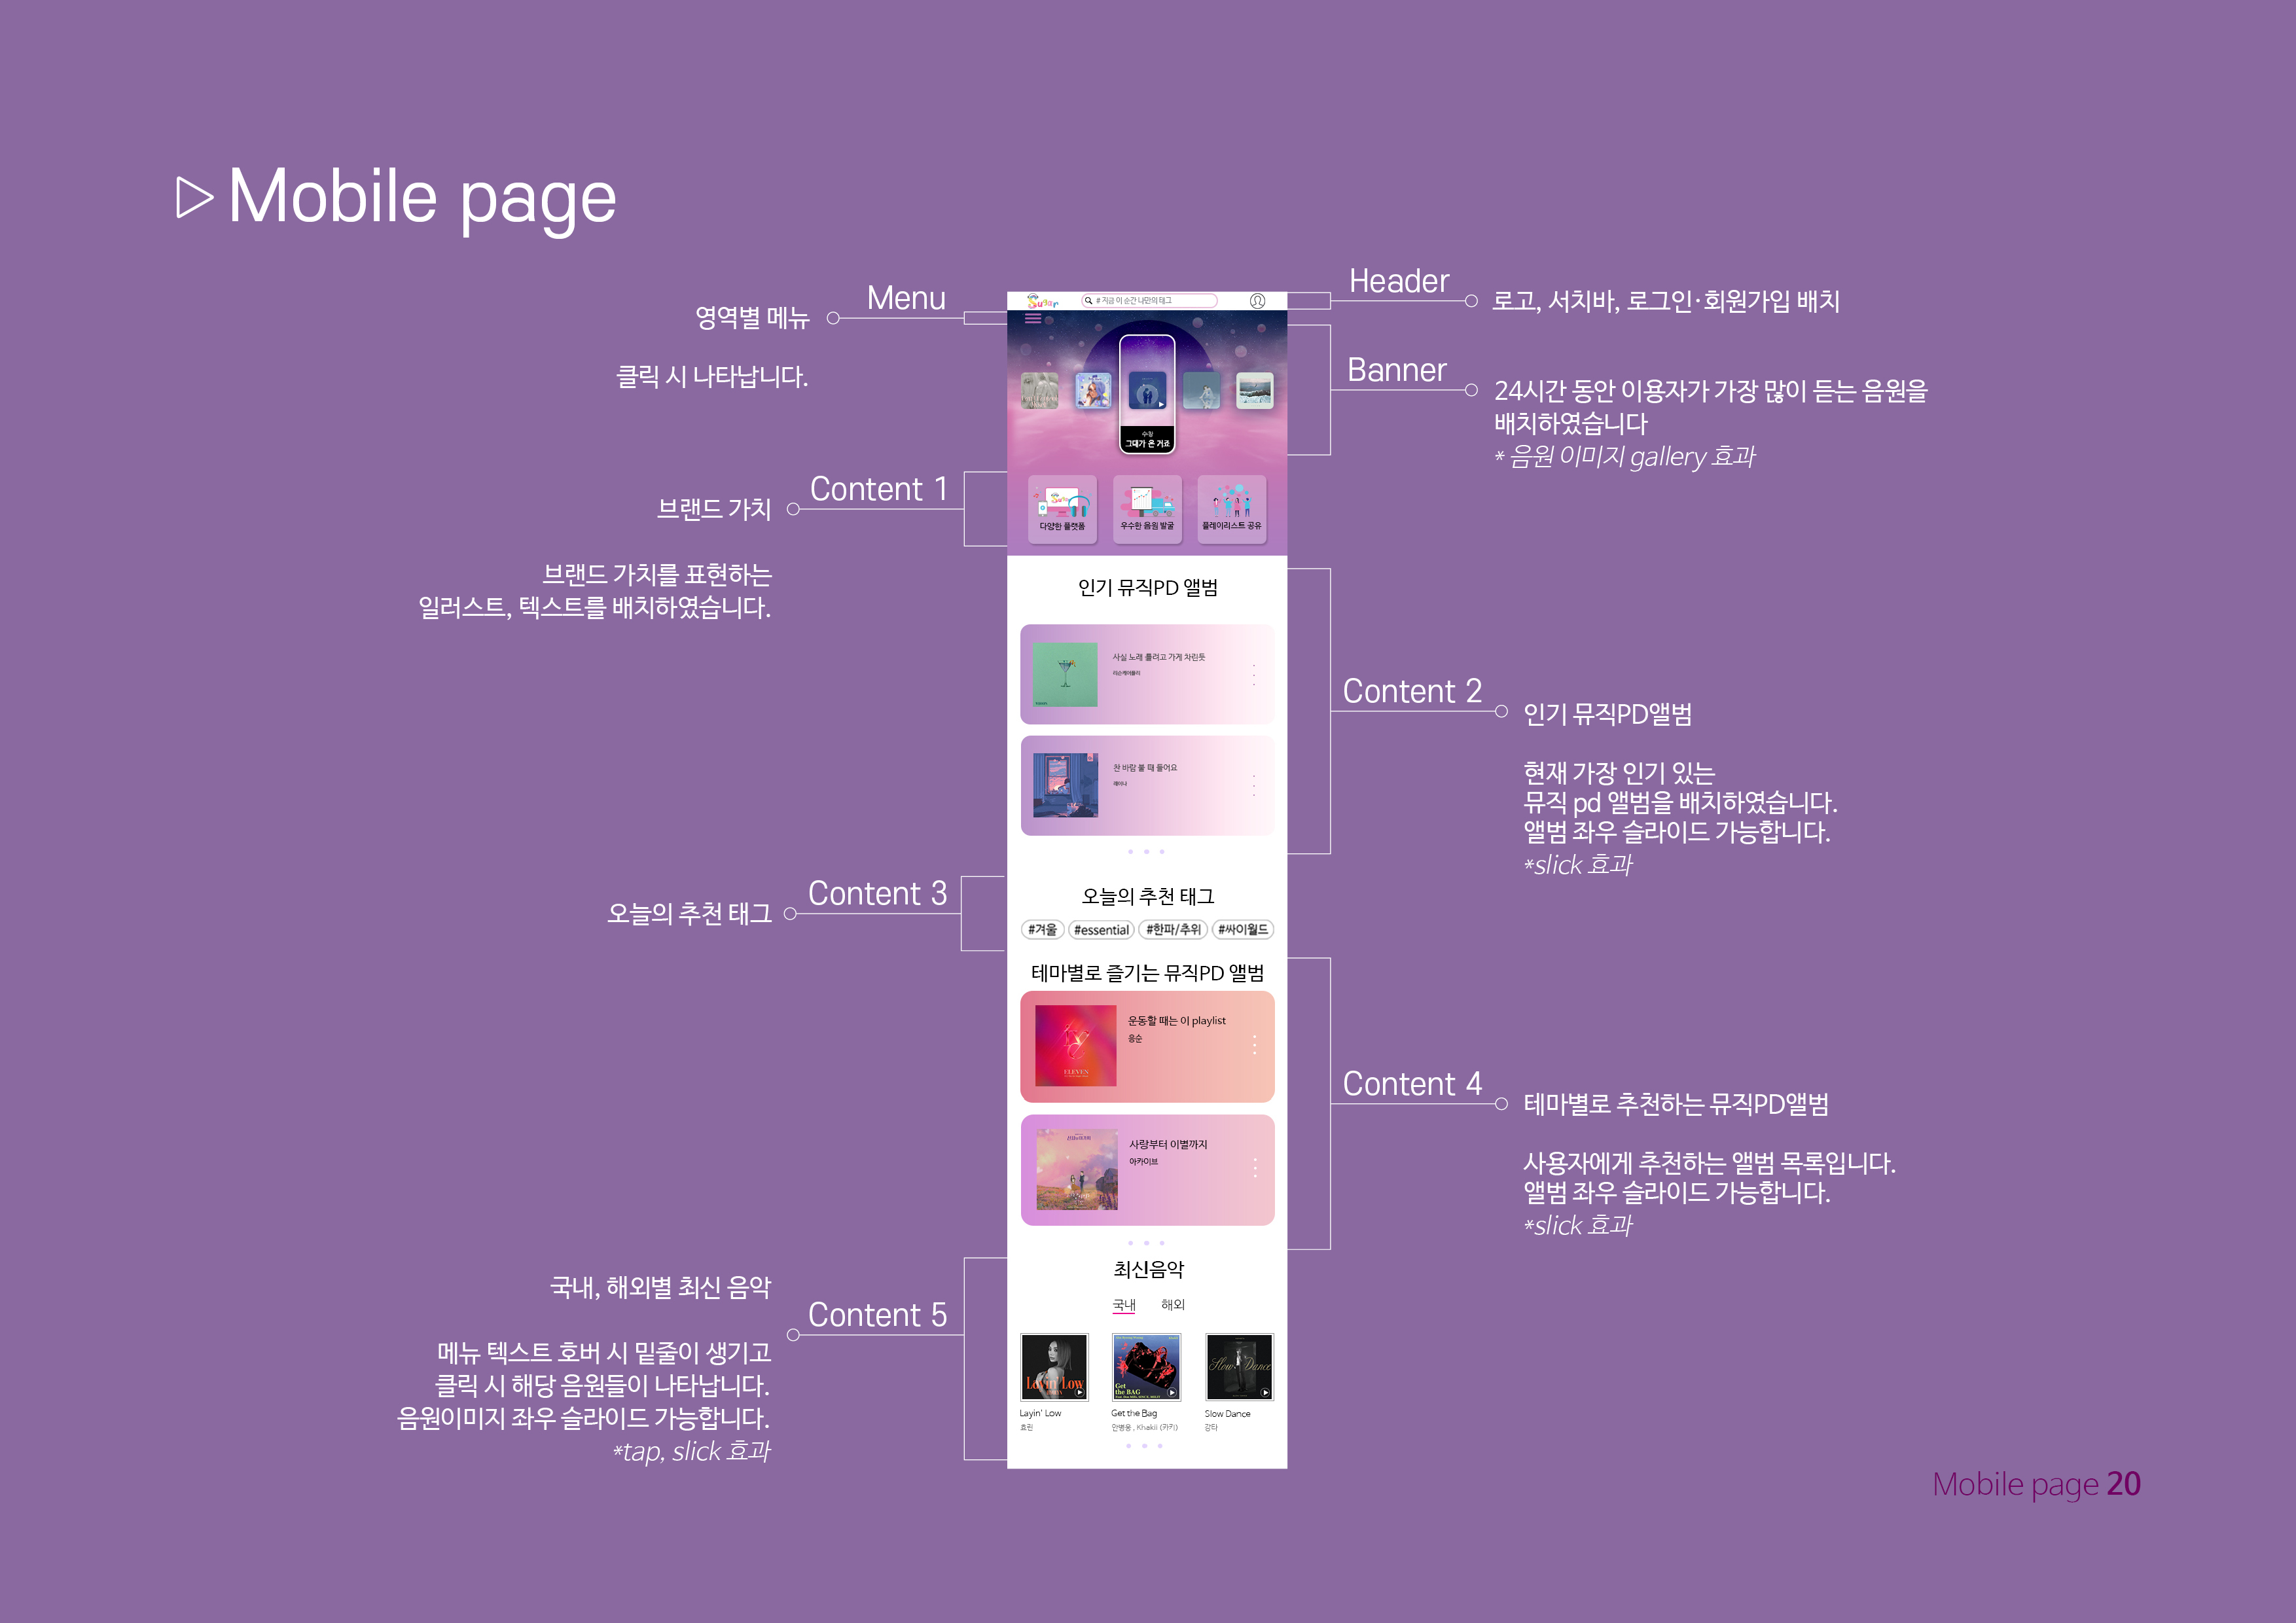 Mobile page
Menu
영역별 메뉴
클릭 시 나타납니다.
Header
로고, 서치바, 로그인·회원가입 배치
Banner
24시간 동안 이용자가 가장 많이 듣는 음원을
배치하였습니다
* 음원 이미지 gallery 효과
Content 1
브랜드 가치
브랜드 가치를 표현하는
일러스트, 텍스트를 배치하였습니다.
Content 2
인기 뮤직PD앨범
현재 가장 인기 있는
뮤직 pd 앨범을 배치하였습니다.
앨범 좌우 슬라이드 가능합니다.
*slick 효과
Content 3
오늘의 추천 태그
Content 4
테마별로 추천하는 뮤직PD앨범
사용자에게 추천하는 앨범 목록입니다.
앨범 좌우 슬라이드 가능합니다.
*slick 효과
Content 5
국내, 해외별 최신 음악
메뉴 텍스트 호버 시 밑줄이 생기고
클릭 시 해당 음원들이 나타납니다.
음원이미지 좌우 슬라이드 가능합니다.
*tap, slick 효과
Sugar
# 지금 이 순간 나만의 태그
수징
그대가 온 거죠
다양한 플랫폼
우수한 음원 발굴
플레이리스트 공유
인기 뮤직PD 앨범
사실 노래 틀려고 가게 차린듯
찬 바람 불 때 들어요
오늘의 추천 태그
#겨울 #essential #한파/추위 #싸이월드
테마별로 즐기는 뮤직PD 앨범
운동할 때는 이 playlist
응순
ELEVEN
사랑부터 이별까지
아카이브
최신음악
국내 해외
Layin' Low
Get
the BAG
Slow Dance
Layin' Low
효린
Get the Bag
안병웅 , Khakii (카키)
Slow Dance
강타
Mobile page 20